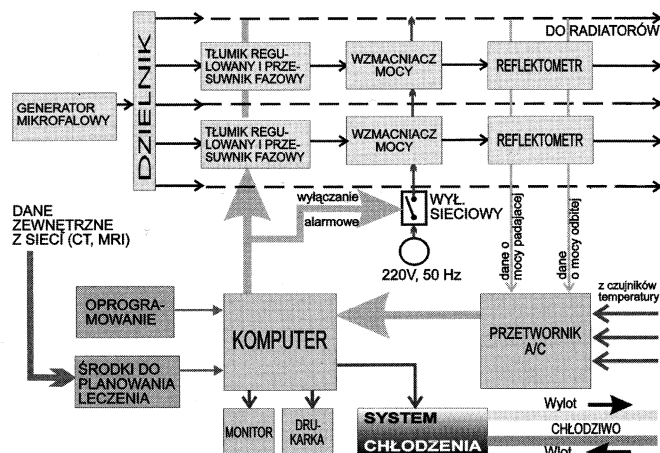 DO RADIATORÓW
DZIELNIK
TŁUMIK REGU-
LOWANY I PRZE-
SUWNIK FAZOWY
WZMACNIACZ
MOCY
REFLEKTOMETR
GENERATOR
MIKROFALOWY
TŁUMIK REGU-
LOWANY I PRZE-
SUWNIK FAZOWY
WZMACNIACZ
MOCY
REFLEKTOMETR
wyłączanie
alarmowe
WYŁ.
SIECIOWY
220V, 50 Hz
DANE
ZEWNĘTRZNE
Z SIECI (CT, MRI)
dane o
mocy padajacej
dane
o mocy odbitej
z czujników
temperatury
OPROGRA-
MOWANIE
KOMPUTER
PRZETWORNIK
A/C
ŚRODKI DO
PLANOWANIA
LECZENIA
MONITOR
DRU-
KARKA
SYSTEM
CHŁODZENIA
Wylot
CHŁODZIWO
Wlot